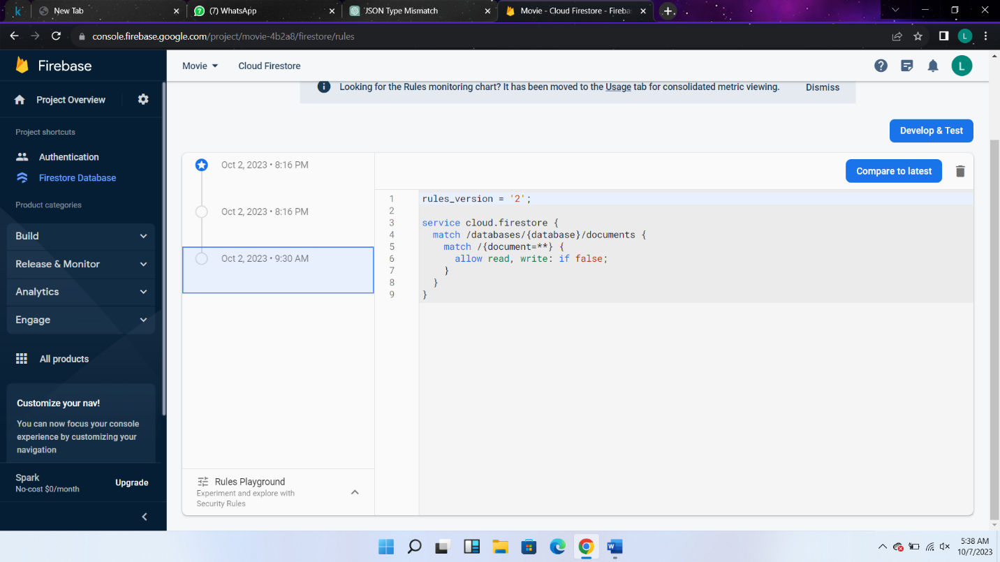 k
New Tab
(7) WhatsApp
JSON Type Mismatch
Movie - Cloud Firestore - Fireba
console.firebase.google.com/project/movie-4b2a8/firestore/rules
L
Firebase
Movie
Cloud Firestore
L
Looking for the Rules monitoring chart? It has been moved to the Usage tab for consolidated metric viewing.
Dismiss
Project Overview
Develop & Test
Project shortcuts
Authentication
Firestore Database
Product categories
Build
Release & Monitor
Analytics
Engage
All products
Customize your nav!
You can now focus your console
experience by customizing your
navigation
Spark
No-cost $0/month
Upgrade
Oct 2, 2023 • 8:16 PM
Oct 2, 2023 • 8:16 PM
Oct 2, 2023 • 9:30 AM
Rules Playground
Experiment and explore with
Security Rules
Compare to latest
1 rules_version = '2';
2
3 service cloud.firestore {
4   match /databases/{database}/documents {
5     match /{document=**} {
6       allow read, write: if false;
7     }
8   }
9 }
5:38 AM
10/7/2023